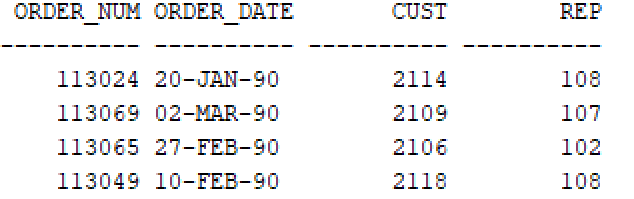 ORDER_NUM ORDER_DATE CUST REP
---------- ---------- ---------- ----------
113024 20-JAN-90 2114 108
113069 02-MAR-90 2109 107
113065 27-FEB-90 2106 102
113049 10-FEB-90 2118 108